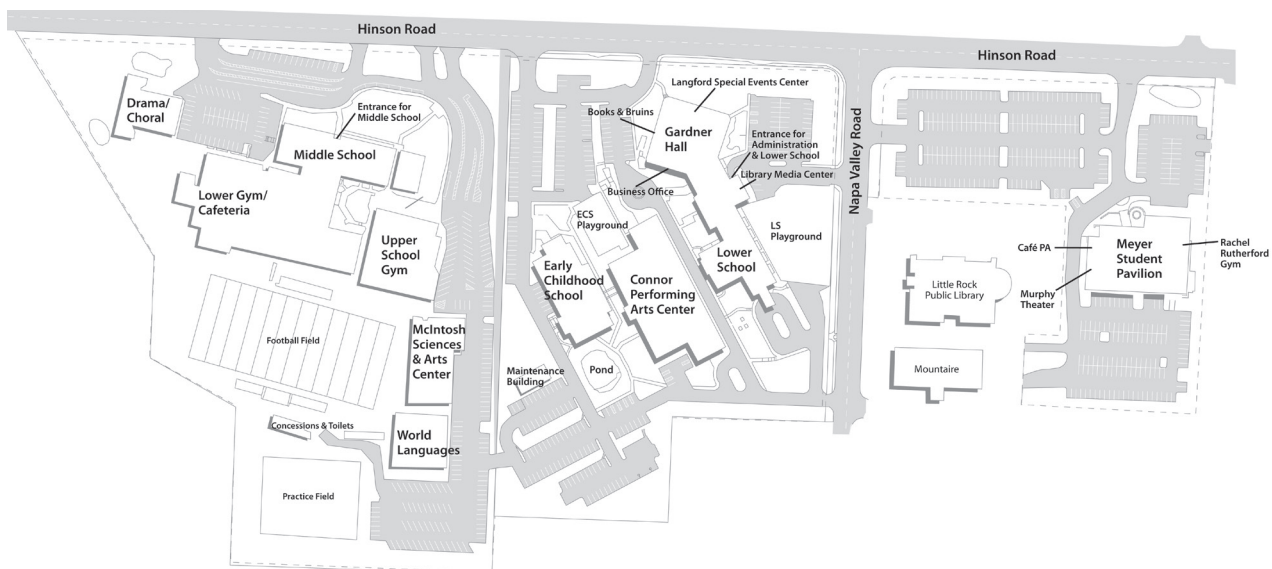 Hinson Road
Hinson Road
Langford Special Events Center
Drama/
Choral
Entrance for
Middle School
Books & Bruins
Gardner
Hall
Entrance for
Administration
& Lower School
Middle School
Library Media Center
Business Office
Napa Valley Road
Lower Gym/
Cafeteria
ECS
Playground
LS
Playground
Upper
School
Gym
Early
Childhood
School
Connor
Performing
Arts Center
Lower
School
Café PA
Meyer
Student
Pavilion
Rachel
Rutherford
Gym
Murphy
Theater
Little Rock
Public Library
Football Field
McIntosh
Sciences
& Arts
Center
Maintenance
Building
Pond
Mountaire
Concessions & Toilets
World
Languages
Practice Field